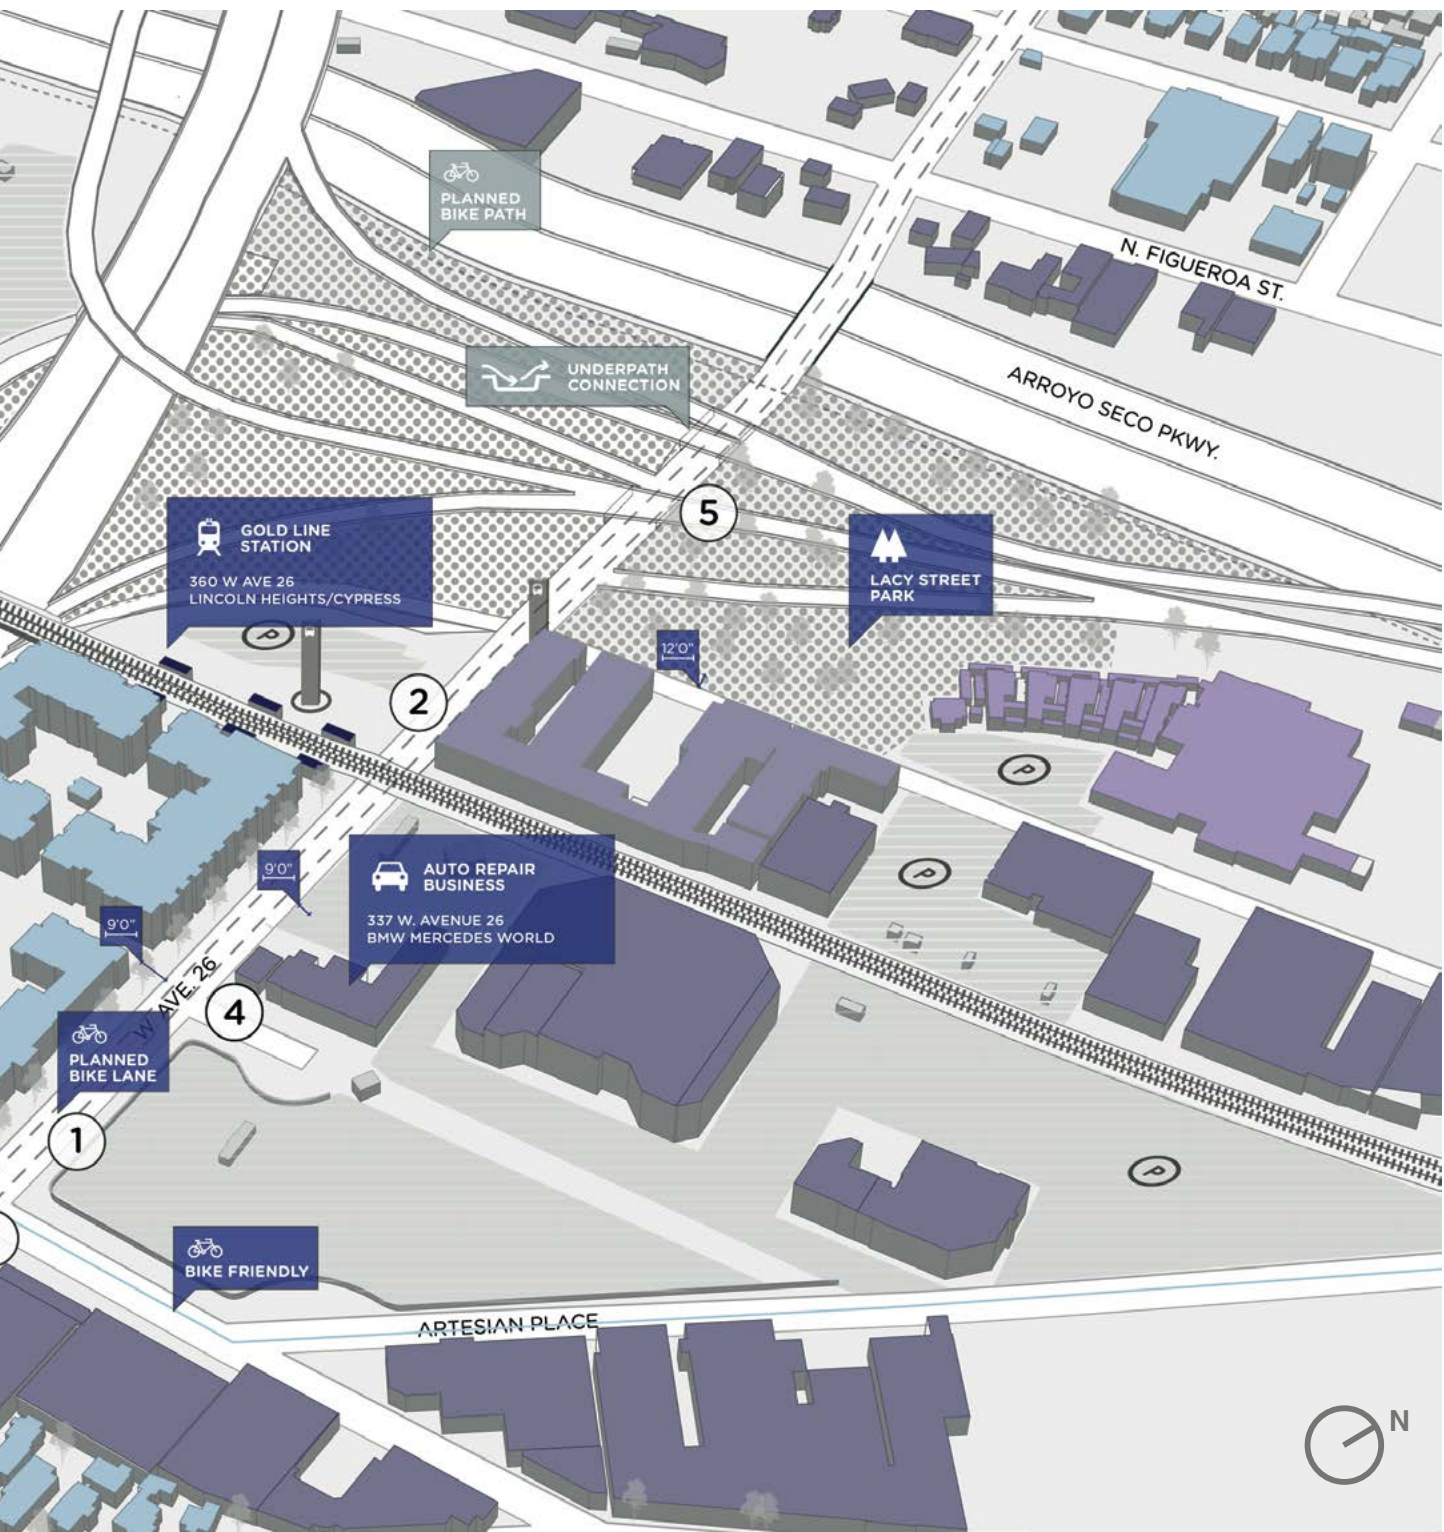 PLANNED
BIKE PATH
N. FIGUEROA ST.
UNDERPATH
CONNECTION
ARROYO SECO PKWY.
5
GOLD LINE
STATION
360 W AVE 26
LINCOLN HEIGHTS/CYPRESS
LACY STREET
PARK
P
12'0"
2
P
AUTO REPAIR
BUSINESS
337 W. AVENUE 26
BMW MERCEDES WORLD
9'0"
P
9'0"
W AVE. 26
4
PLANNED
BIKE LANE
1
P
BIKE FRIENDLY
ARTESIAN PLACE
N